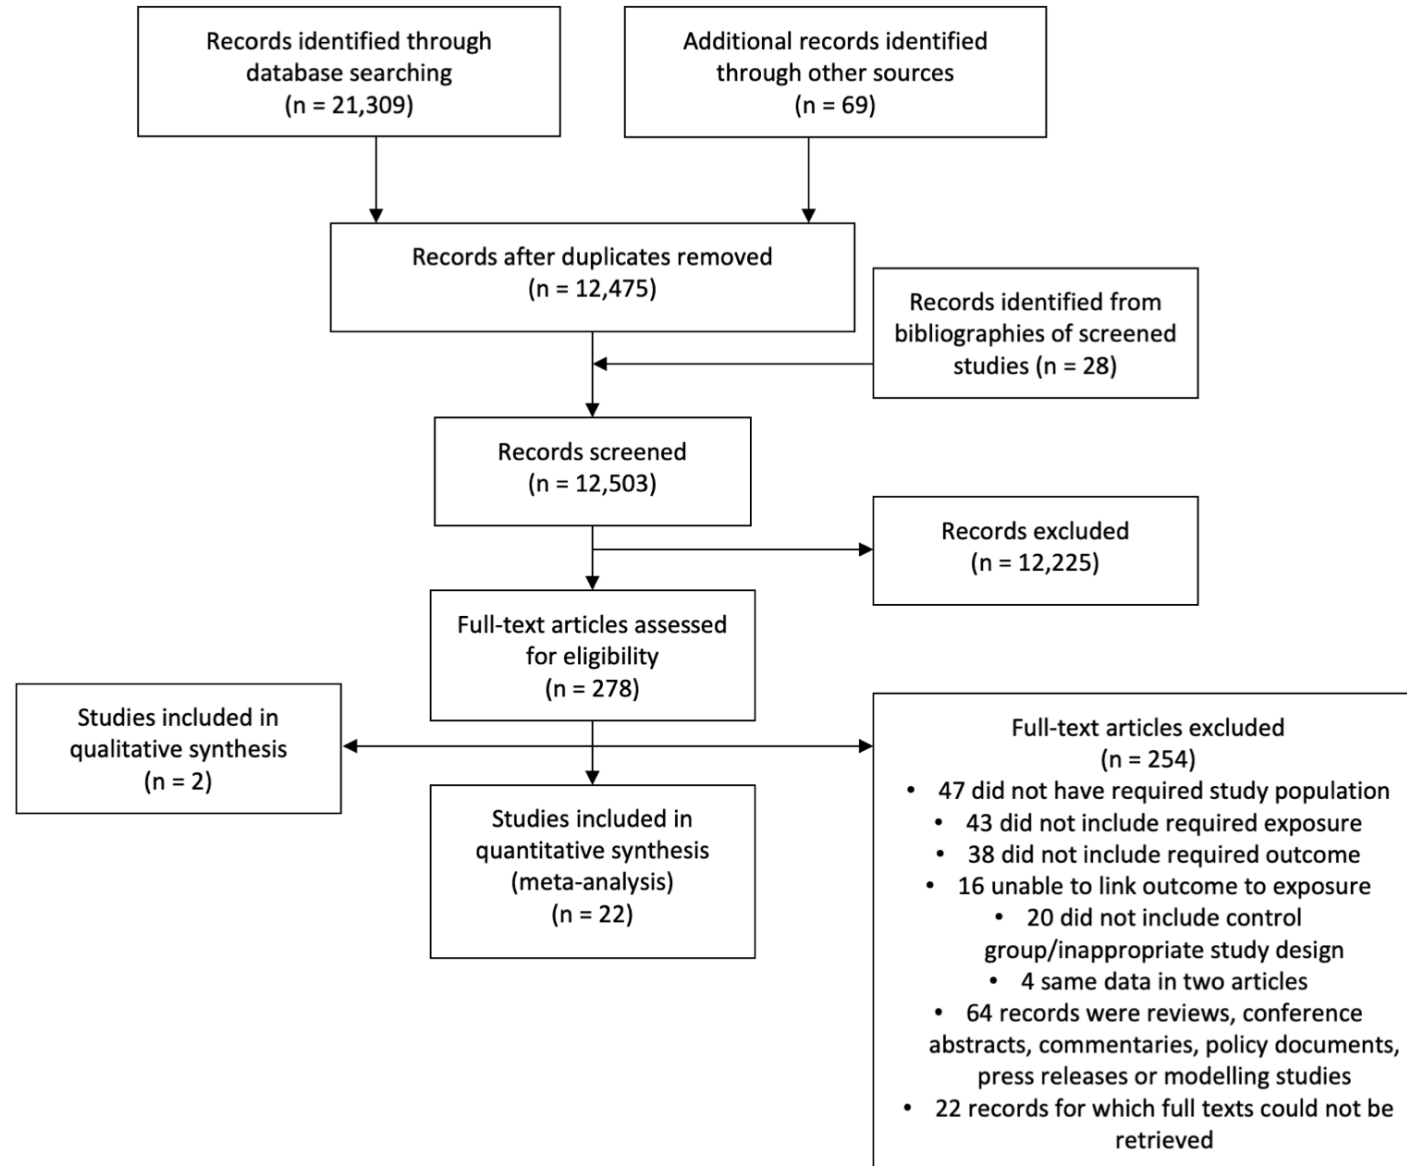 Records identified through
database searching
(n = 21,309)
Additional records identified
through other sources
(n = 69)
Records after duplicates removed
(n = 12,475)
Records identified from
bibliographies of screened
studies (n = 28)
Records screened
(n = 12,503)
Records excluded
(n = 12,225)
Full-text articles assessed
for eligibility
(n = 278)
Studies included in
qualitative synthesis
(n = 2)
Studies included in
quantitative synthesis
(meta-analysis)
(n = 22)
Full-text articles excluded
(n = 254)
• 47 did not have required study population
• 43 did not include required exposure
• 38 did not include required outcome
• 16 unable to link outcome to exposure
• 20 did not include control
group/inappropriate study design
• 4 same data in two articles
• 64 records were reviews, conference
abstracts, commentaries, policy documents,
press releases or modelling studies
• 22 records for which full texts could not be
retrieved